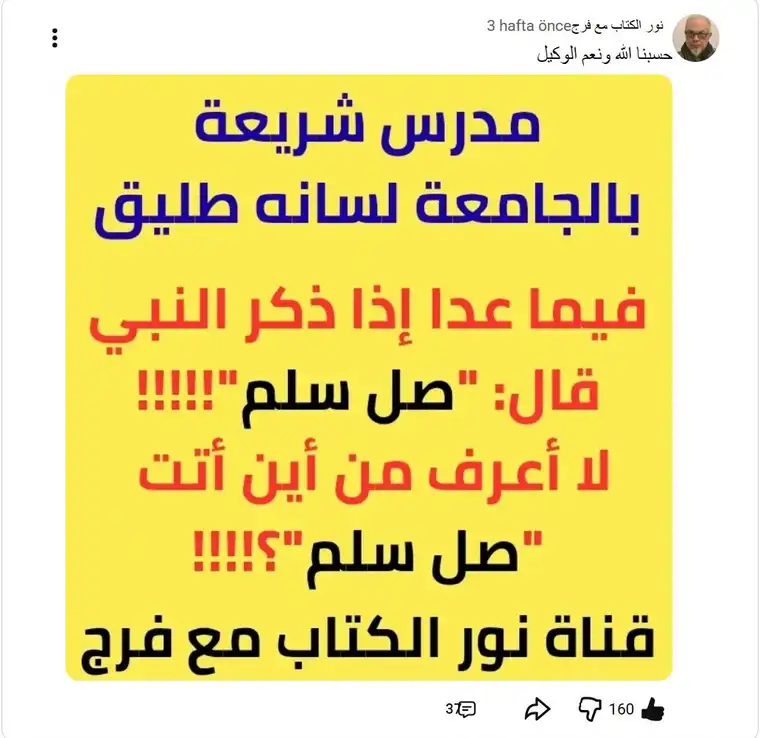 نور الكتاب مع فرج 3 hafta önce
حسبنا الله ونعم الوكيل
مدرس شريعة
بالجامعة لسانه طليق
فيما عدا إذا ذكر النبي
قال: "صل سلم"!!!!!
لا أعرف من أين أتت
"صل سلم"؟!!!!
قناة نور الكتاب مع فرج
160
37